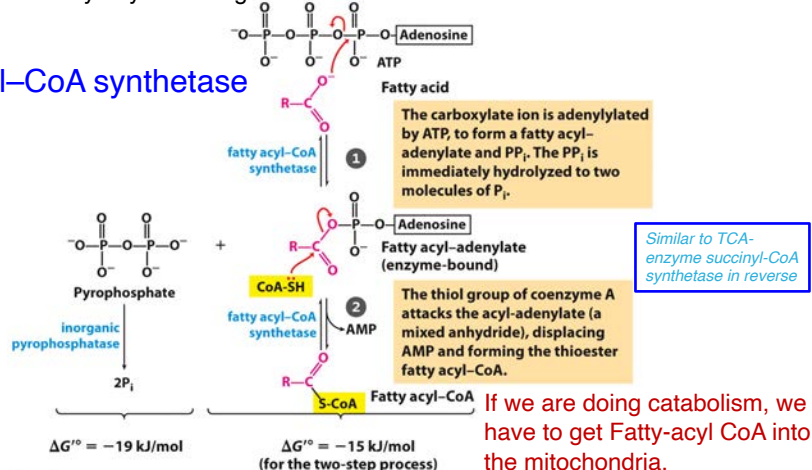 l–CoA synthetase
O O O
⁻O–P–O–P–O–P–O–Adenosine
O⁻ O⁻ O⁻ ATP
O⁻
Fatty acid
R–C
O
The carboxylate ion is adenylylated
by ATP, to form a fatty acyl–
adenylate and PPᵢ. The PPᵢ is
immediately hydrolyzed to two
molecules of Pᵢ.
fatty acyl–CoA
synthetase
1
O O
⁻O–P–O–P–O⁻
O⁻ O⁻
Pyrophosphate
+
O
O–P–O–Adenosine
R–C O⁻
O
Fatty acyl–adenylate
(enzyme-bound)
CoA-SH
Similar to TCA-
enzyme succinyl-CoA
synthetase in reverse
inorganic
pyrophosphatase
2Pᵢ
fatty acyl–CoA
synthetase
2
AMP
The thiol group of coenzyme A
attacks the acyl-adenylate (a
mixed anhydride), displacing
AMP and forming the thioester
fatty acyl–CoA.
O
R–C
S-CoA
Fatty acyl–CoA
ΔG′° = −19 kJ/mol
ΔG′° = −15 kJ/mol
(for the two-step process)
If we are doing catabolism, we
have to get Fatty-acyl CoA into
the mitochondria.